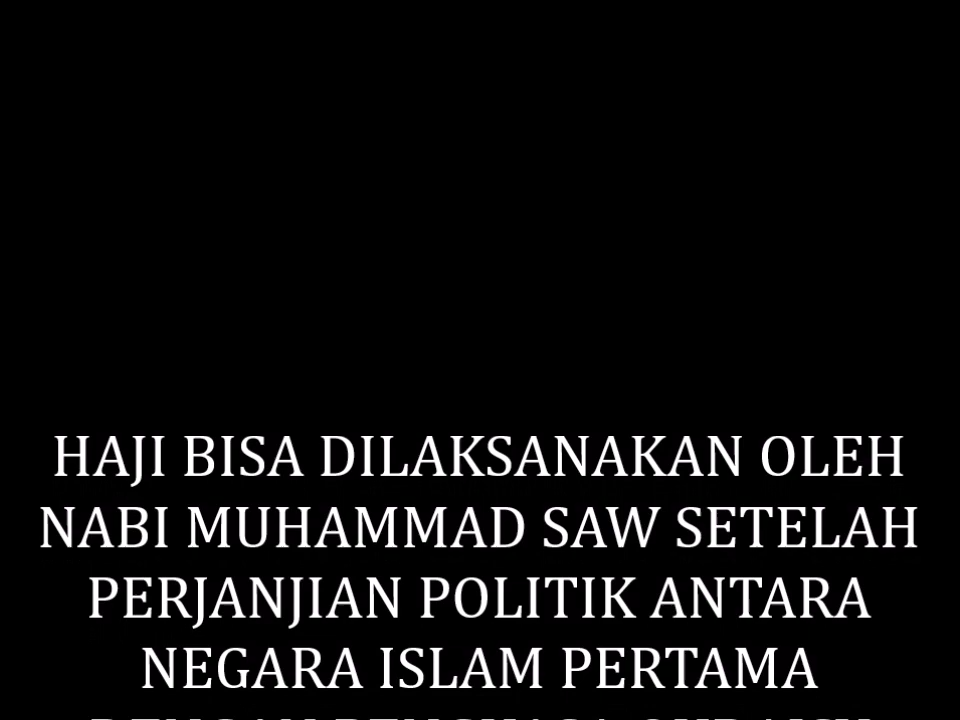 HAJI BISA DILAKSANAKAN OLEH
NABI MUHAMMAD SAW SETELAH
PERJANJIAN POLITIK ANTARA
NEGARA ISLAM PERTAMA